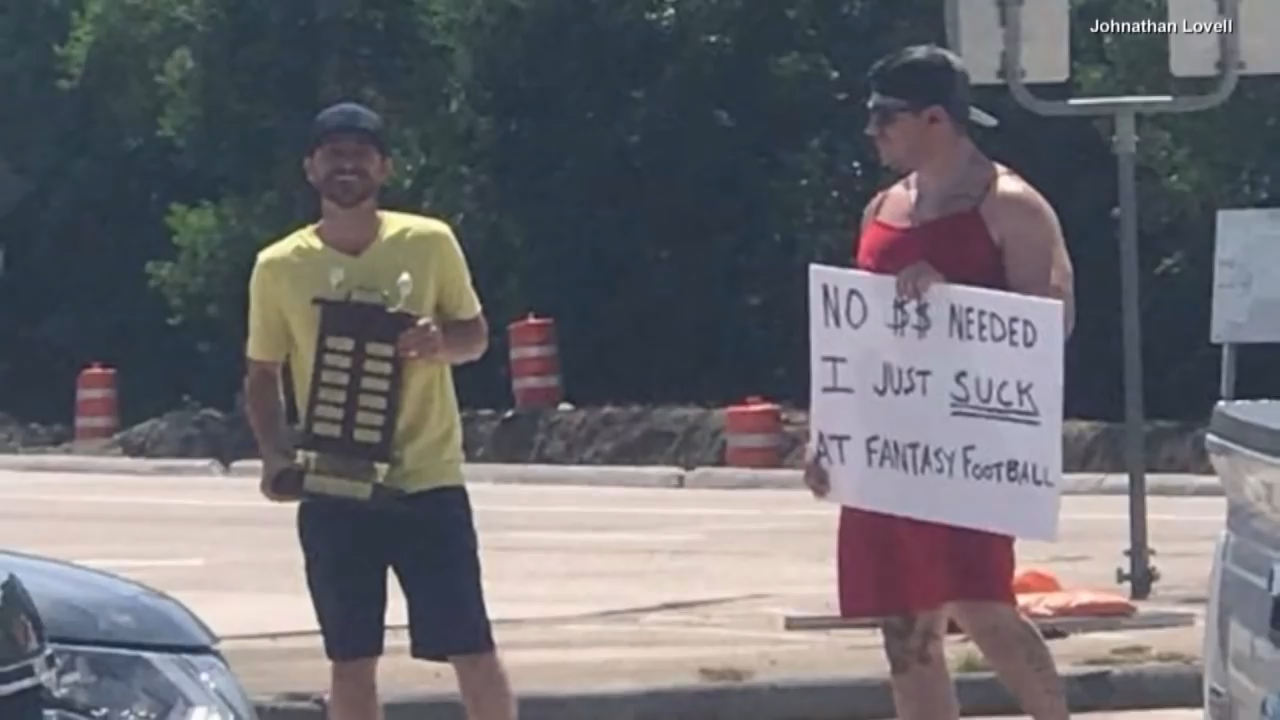 Johnathan Lovell
NO $$ NEEDED
I JUST SUCK
AT FANTASY FOOTBALL